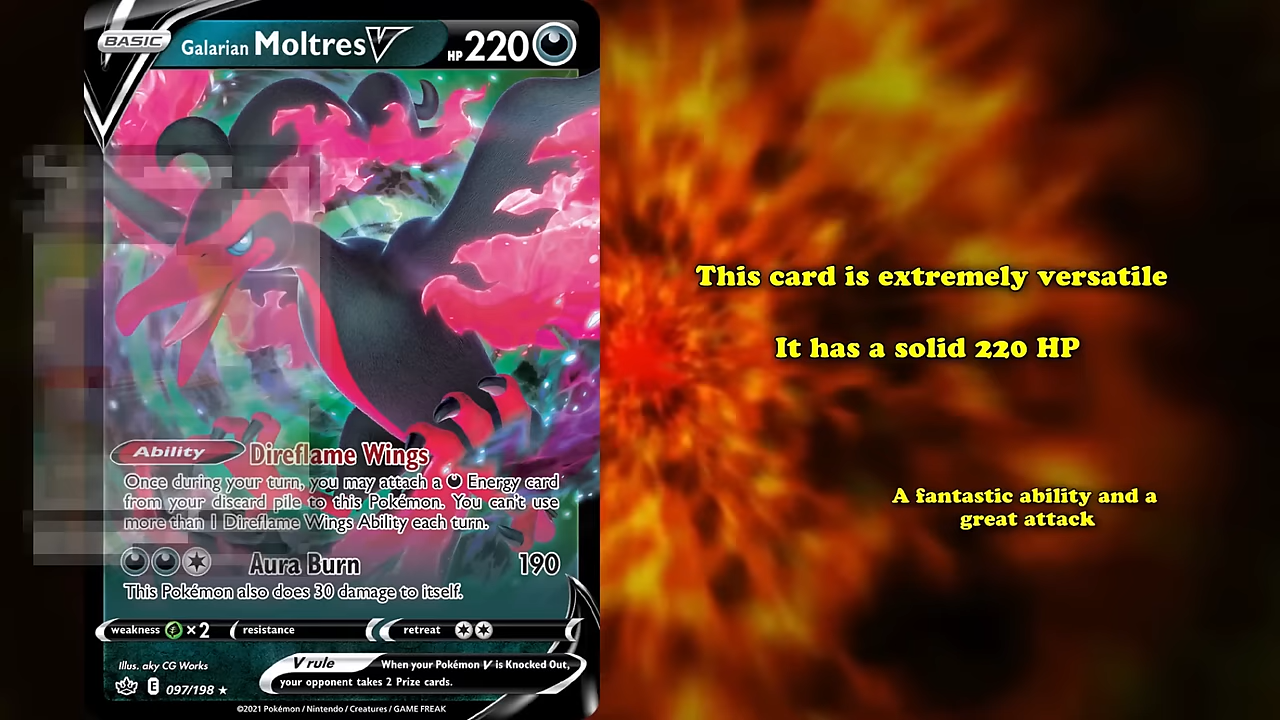 BASIC
Galarian Moltres V HP 220
This card is extremely versatile
It has a solid 220 HP
A fantastic ability and a
great attack
Ability Direflame Wings
Once during your turn, you may attach a Energy card
from your discard pile to this Pokémon. You can't use
more than 1 Direflame Wings Ability each turn.
Aura Burn 190
This Pokémon also does 30 damage to itself.
weakness ×2 resistance retreat
Illus. aky CG Works
V rule When your Pokémon V is Knocked Out,
your opponent takes 2 Prize cards.
E 097/198 ★
©2021 Pokémon / Nintendo / Creatures / GAME FREAK